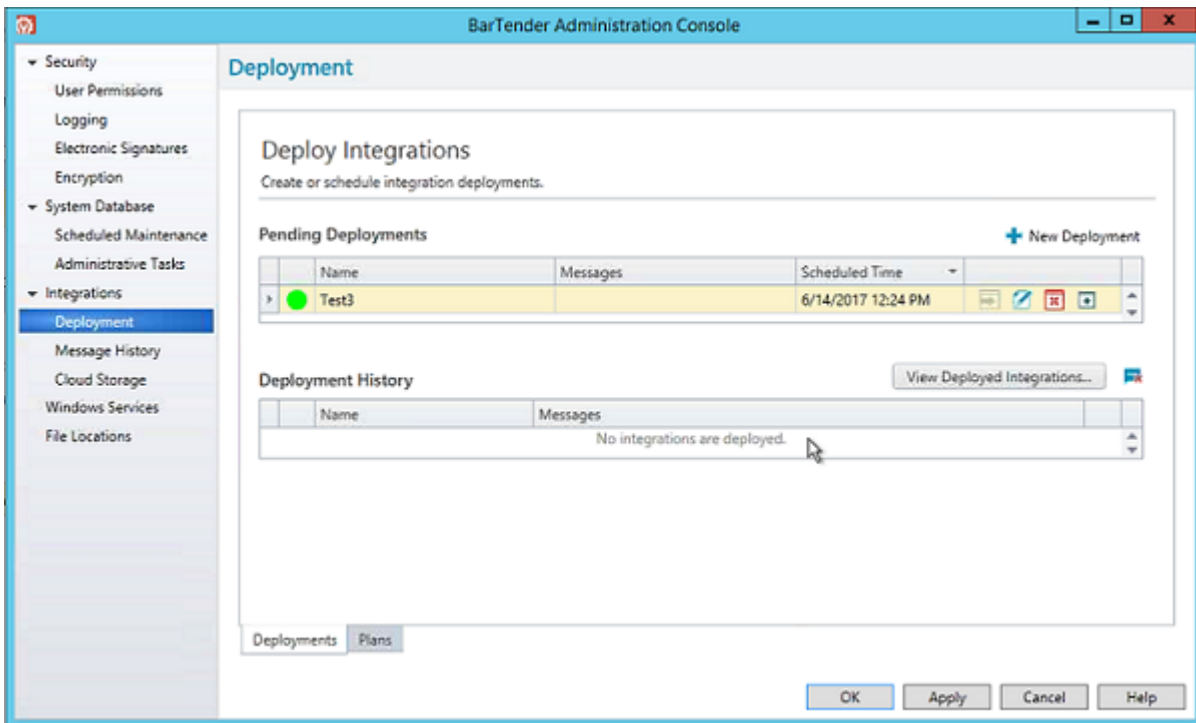 BarTender Administration Console
Security
User Permissions
Logging
Electronic Signatures
Encryption
System Database
Scheduled Maintenance
Administrative Tasks
Integrations
Deployment
Message History
Cloud Storage
Windows Services
File Locations
Deployment
Deploy Integrations
Create or schedule integration deployments.
Pending Deployments
New Deployment
Name Messages Scheduled Time
Test3 6/14/2017 12:24 PM
Deployment History
View Deployed Integrations...
Name Messages
No integrations are deployed.
Deployments Plans
OK Apply Cancel Help